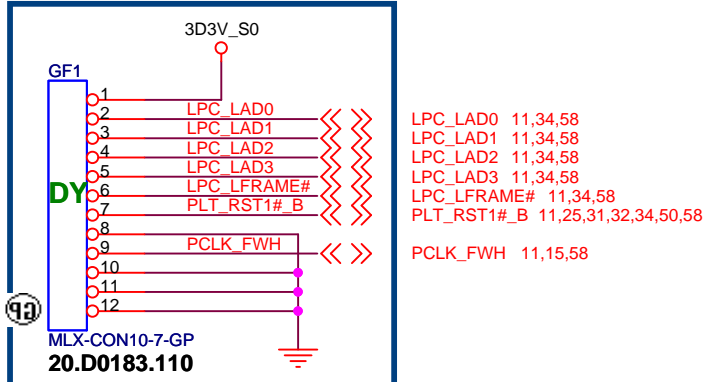 3D3V_S0
GF1
1
2 LPC_LAD0 LPC_LAD0 11,34,58
3 LPC_LAD1 LPC_LAD1 11,34,58
4 LPC_LAD2 LPC_LAD2 11,34,58
5 LPC_LAD3 LPC_LAD3 11,34,58
DY
6 LPC_LFRAME# LPC_LFRAME# 11,34,58
7 PLT_RST1#_B PLT_RST1#_B 11,25,31,32,34,50,58
8
9 PCLK_FWH PCLK_FWH 11,15,58
10
11
12
GP
MLX-CON10-7-GP
20.D0183.110